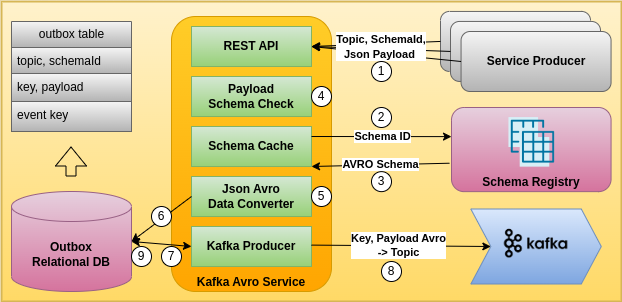 outbox table
topic, schemaId
key, payload
event key
Outbox
Relational DB
REST API
Payload
Schema Check
Schema Cache
Json Avro
Data Converter
Kafka Producer
Kafka Avro Service
Topic, SchemaId,
Json Payload
1
4
2
Schema ID
AVRO Schema
3
5
6
9
7
Key, Payload Avro
-> Topic
8
Service Producer
Schema Registry
kafka